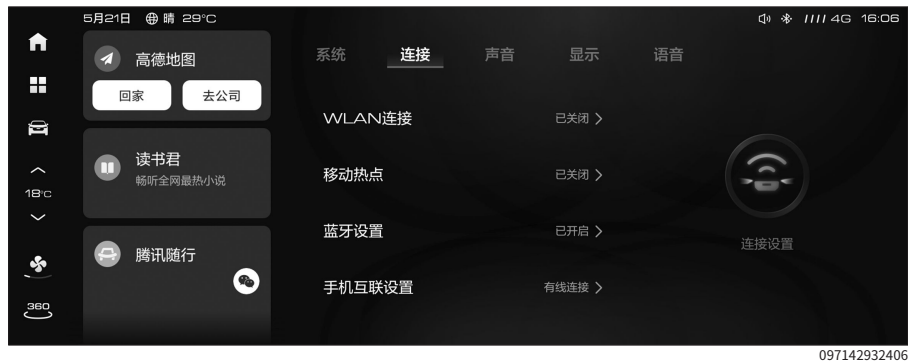 5月21日 晴 29°C
4G 16:06
高德地图
回家 去公司
读书君
畅听全网最热小说
腾讯随行
18°C
360
系统 连接 声音 显示 语音
WLAN连接 已关闭
移动热点 已关闭
蓝牙设置 已开启
手机互联设置 有线连接
连接设置
097142932406